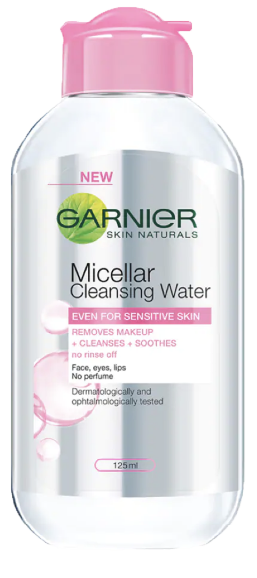 NEW
GARNIER
SKIN NATURALS
Micellar
Cleansing Water
EVEN FOR SENSITIVE SKIN
REMOVES MAKEUP
+ CLEANSES + SOOTHES
no rinse off
Face, eyes, lips
No perfume
Dermatologically and
ophtalmologically tested
125ml